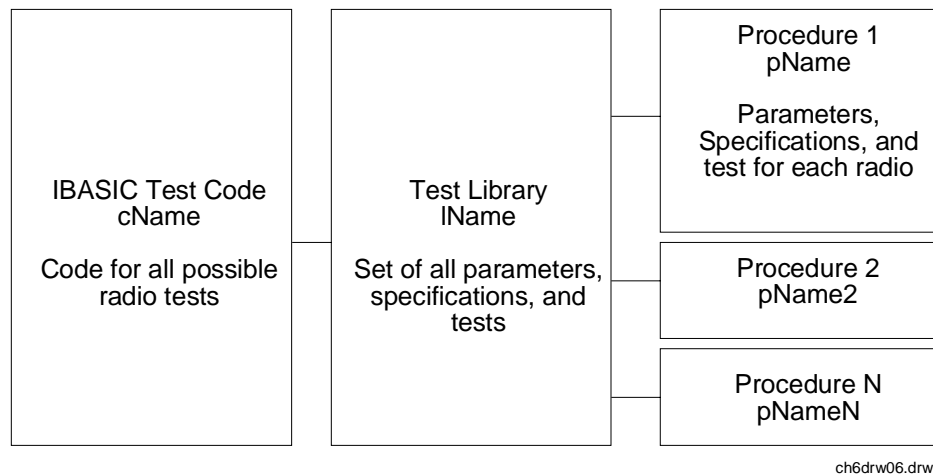 IBASIC Test Code
cName
Code for all possible
radio tests
Test Library
lName
Set of all parameters,
specifications, and
tests
Procedure 1
pName
Parameters,
Specifications, and
test for each radio
Procedure 2
pName2
Procedure N
pNameN
ch6drw06.drw